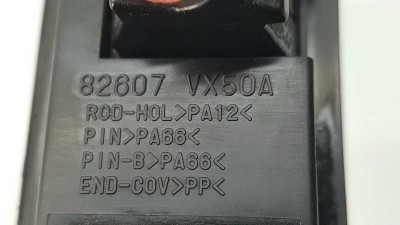 82607 VX50A
ROD-HOL>PA12<
PIN>PA66<
PIN-B>PA66<
END-COV>PP<